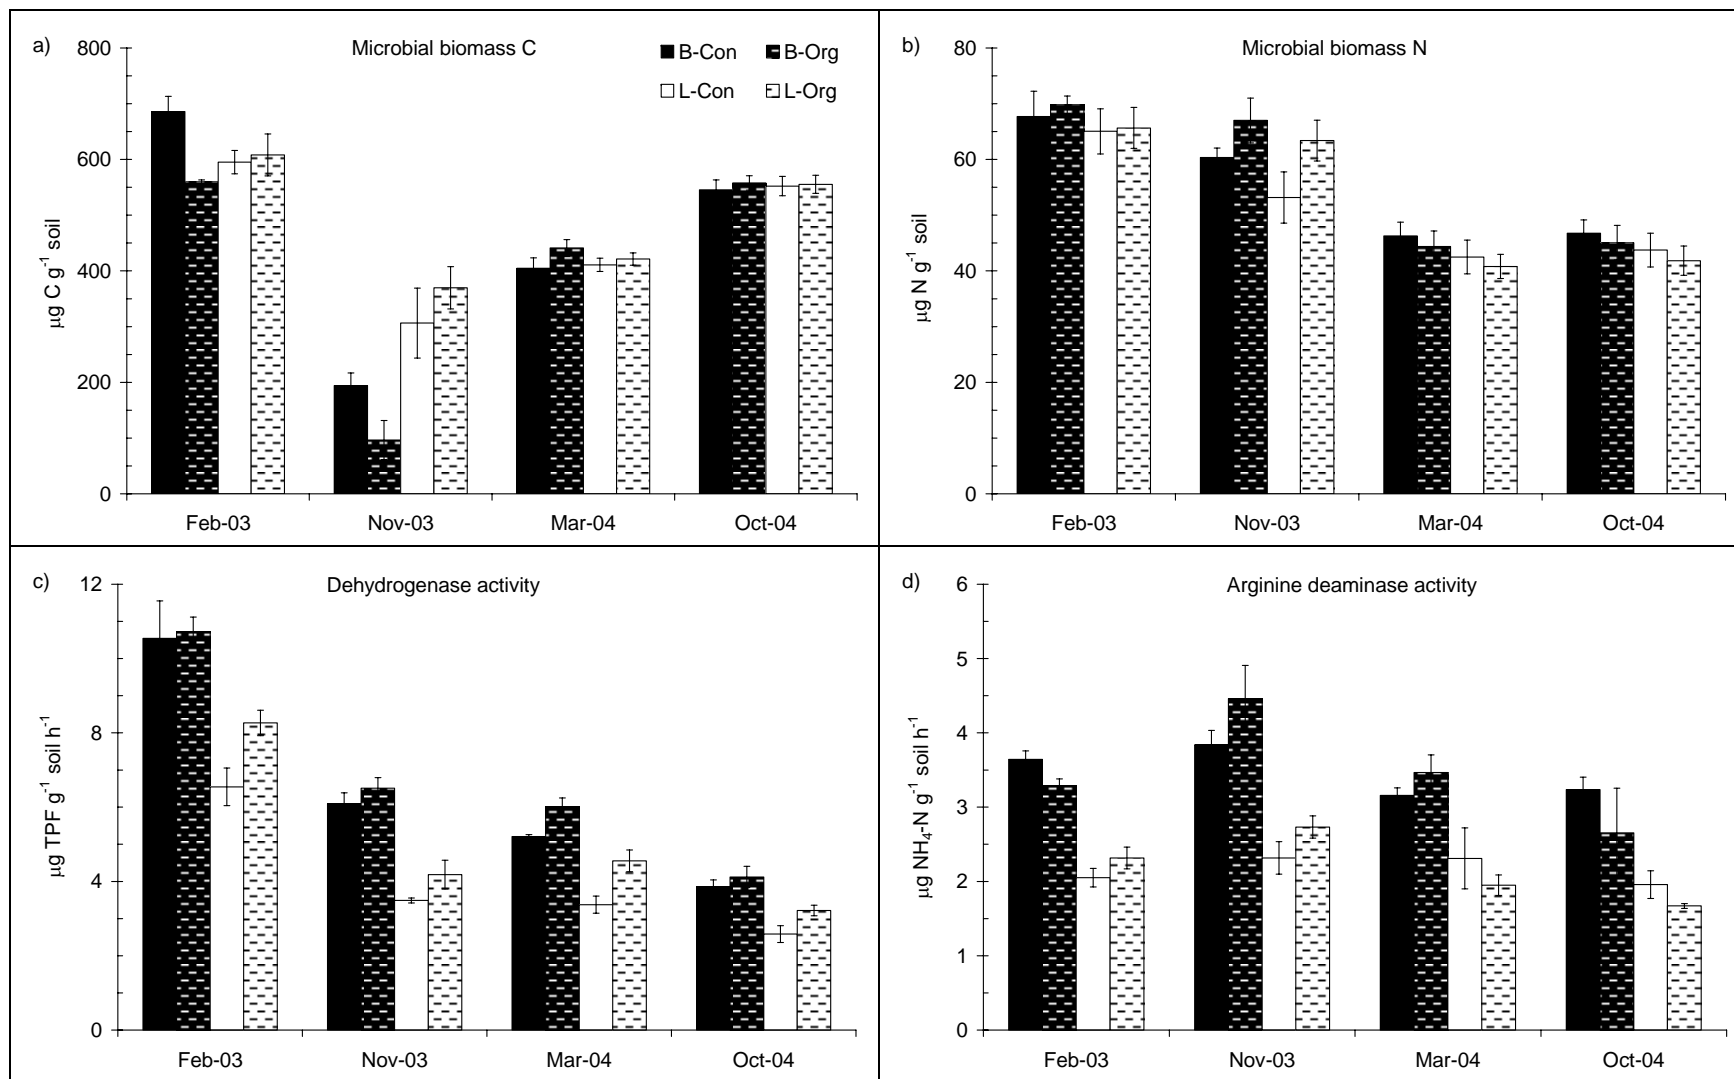 a) Microbial biomass C
B-Con B-Org
L-Con L-Org
800
600
400
200
0
µg C g-1 soil
Feb-03 Nov-03 Mar-04 Oct-04
b) Microbial biomass N
80
60
40
20
0
µg N g-1 soil
Feb-03 Nov-03 Mar-04 Oct-04
c) Dehydrogenase activity
12
8
4
0
µg TPF g-1 soil h-1
Feb-03 Nov-03 Mar-04 Oct-04
d) Arginine deaminase activity
6
5
4
3
2
1
0
µg NH4-N g-1 soil h-1
Feb-03 Nov-03 Mar-04 Oct-04